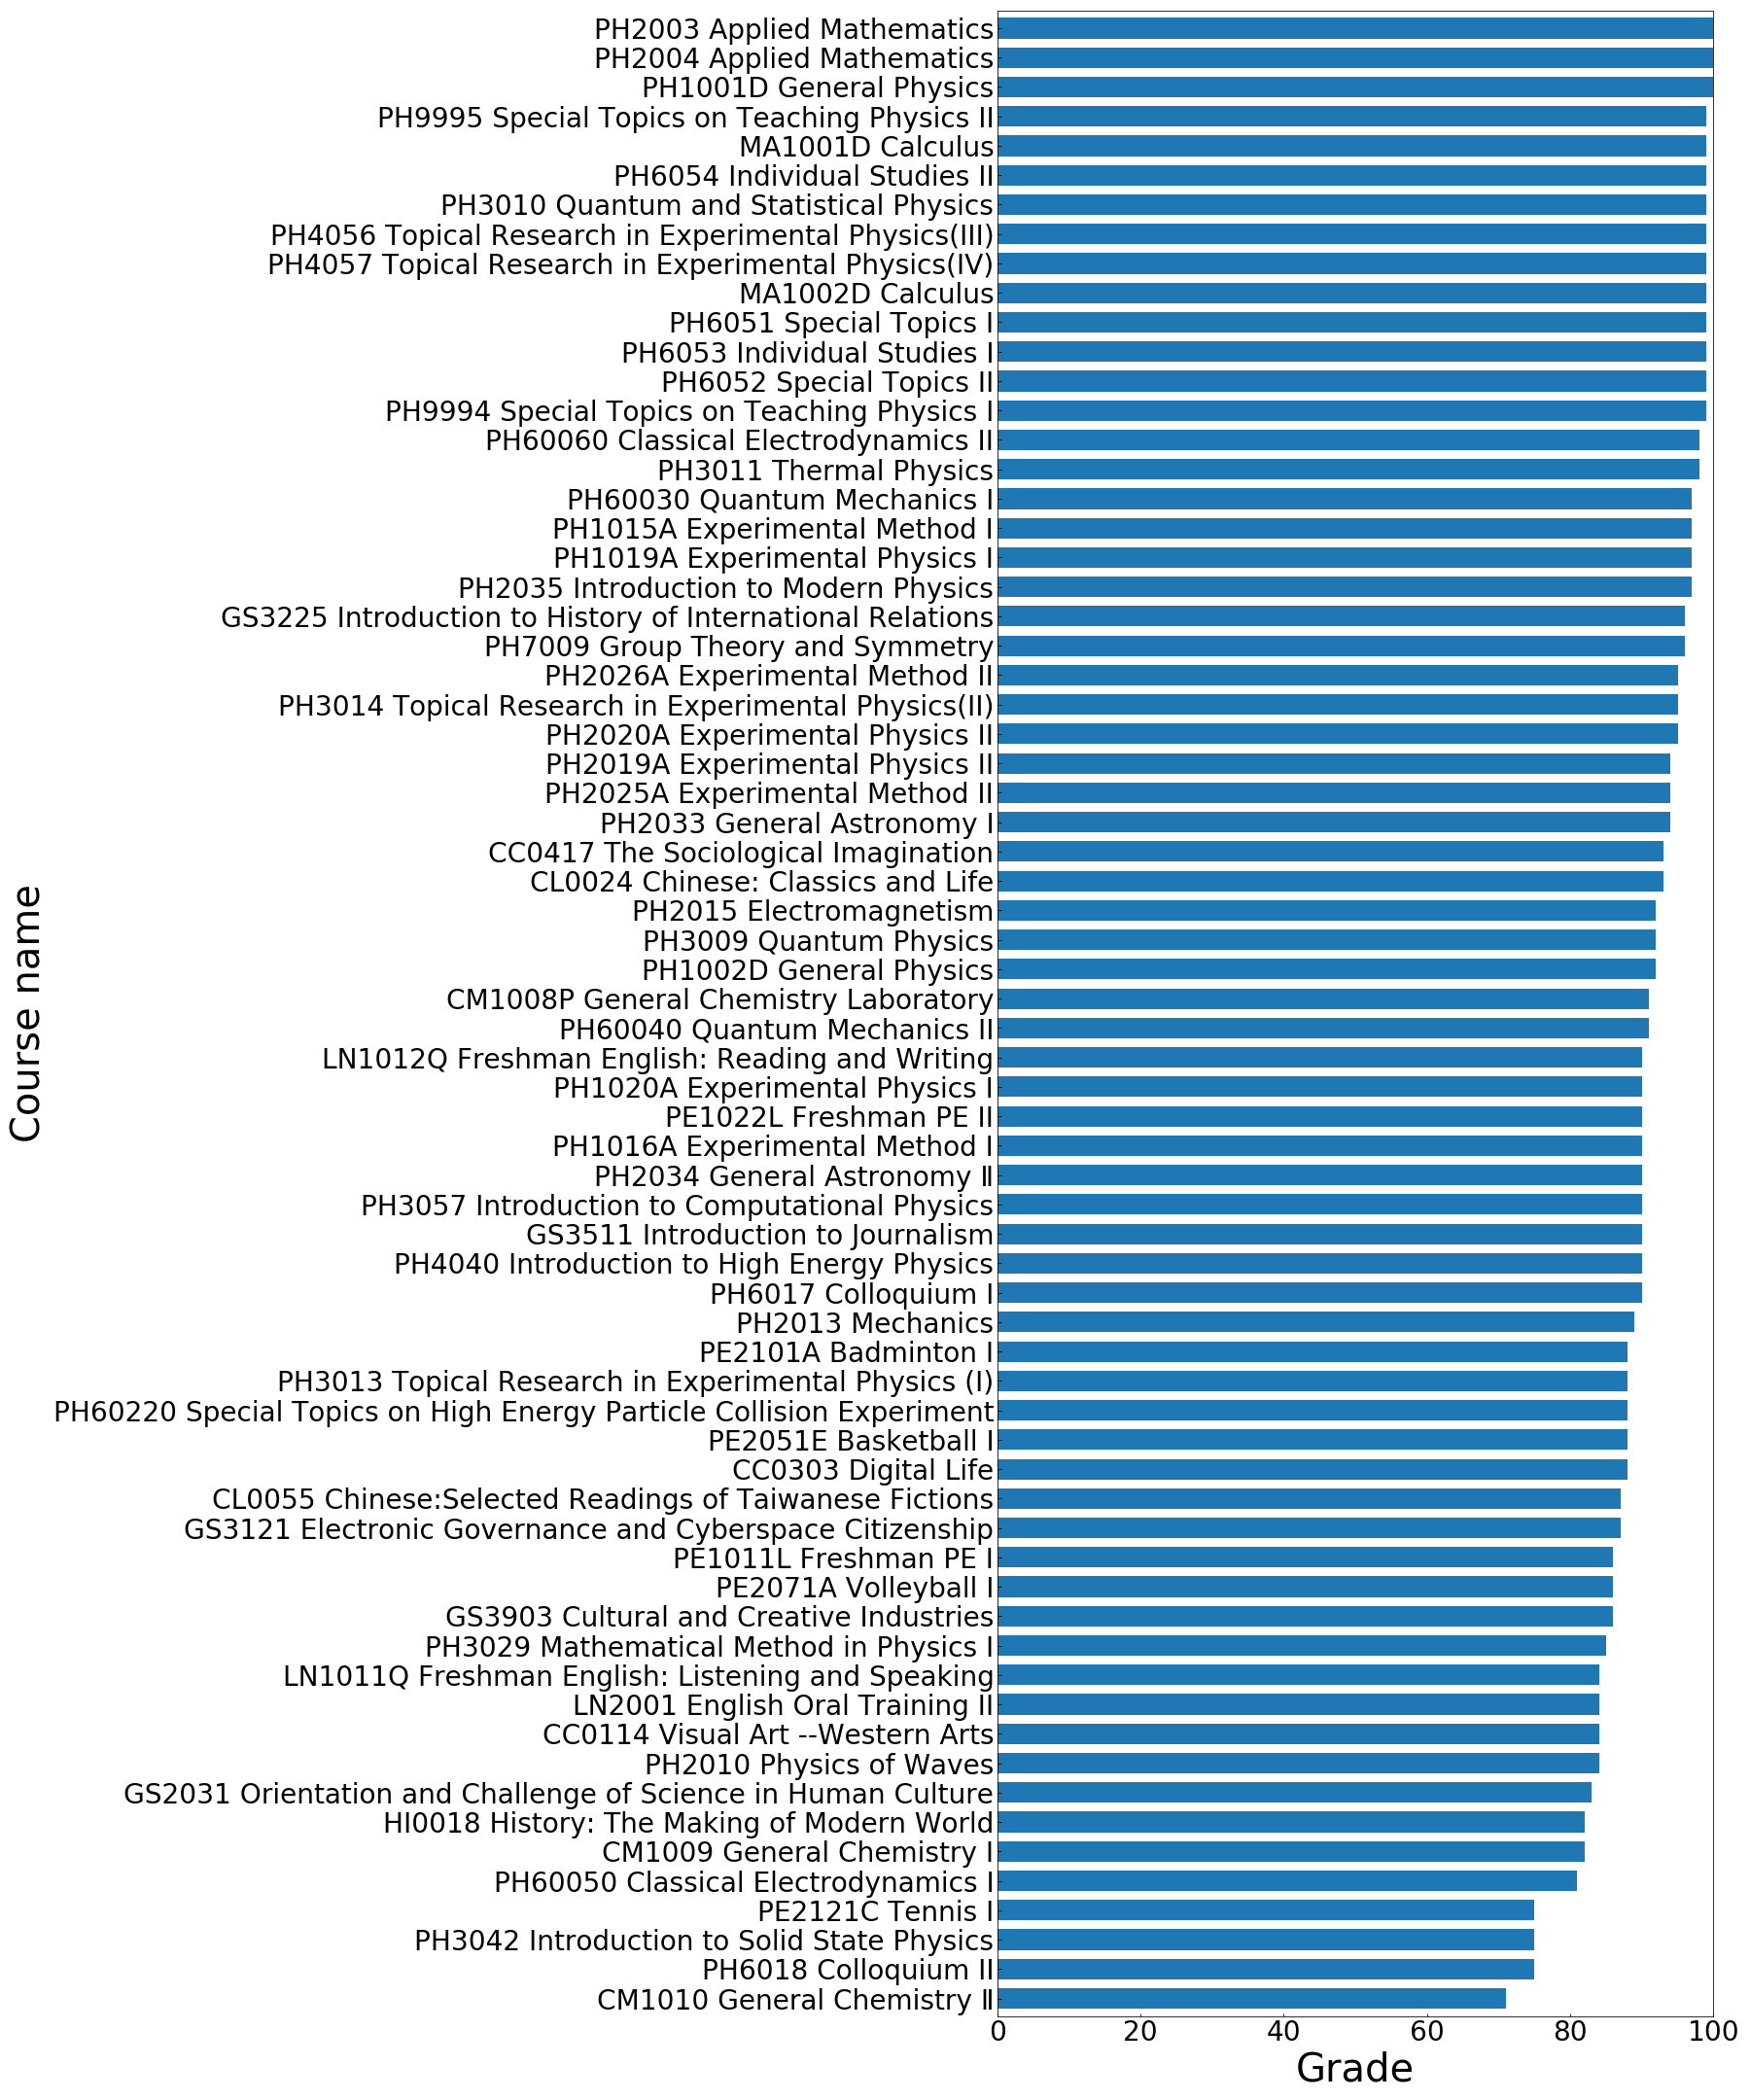 PH2003 Applied Mathematics
PH2004 Applied Mathematics
PH1001D General Physics
PH9995 Special Topics on Teaching Physics II
MA1001D Calculus
PH6054 Individual Studies II
PH3010 Quantum and Statistical Physics
PH4056 Topical Research in Experimental Physics(III)
PH4057 Topical Research in Experimental Physics(IV)
MA1002D Calculus
PH6051 Special Topics I
PH6053 Individual Studies I
PH6052 Special Topics II
PH9994 Special Topics on Teaching Physics I
PH60060 Classical Electrodynamics II
PH3011 Thermal Physics
PH60030 Quantum Mechanics I
PH1015A Experimental Method I
PH1019A Experimental Physics I
PH2035 Introduction to Modern Physics
GS3225 Introduction to History of International Relations
PH7009 Group Theory and Symmetry
PH2026A Experimental Method II
PH3014 Topical Research in Experimental Physics(II)
PH2020A Experimental Physics II
PH2019A Experimental Physics II
PH2025A Experimental Method II
PH2033 General Astronomy I
CC0417 The Sociological Imagination
CL0024 Chinese: Classics and Life
PH2015 Electromagnetism
PH3009 Quantum Physics
PH1002D General Physics
CM1008P General Chemistry Laboratory
PH60040 Quantum Mechanics II
LN1012Q Freshman English: Reading and Writing
PH1020A Experimental Physics I
PE1022L Freshman PE II
PH1016A Experimental Method I
PH2034 General Astronomy Ⅱ
PH3057 Introduction to Computational Physics
GS3511 Introduction to Journalism
PH4040 Introduction to High Energy Physics
PH6017 Colloquium I
PH2013 Mechanics
PE2101A Badminton I
PH3013 Topical Research in Experimental Physics (I)
PH60220 Special Topics on High Energy Particle Collision Experiment
PE2051E Basketball I
CC0303 Digital Life
CL0055 Chinese:Selected Readings of Taiwanese Fictions
GS3121 Electronic Governance and Cyberspace Citizenship
PE1011L Freshman PE I
PE2071A Volleyball I
GS3903 Cultural and Creative Industries
PH3029 Mathematical Method in Physics I
LN1011Q Freshman English: Listening and Speaking
LN2001 English Oral Training II
CC0114 Visual Art --Western Arts
PH2010 Physics of Waves
GS2031 Orientation and Challenge of Science in Human Culture
HI0018 History: The Making of Modern World
CM1009 General Chemistry I
PH60050 Classical Electrodynamics I
PE2121C Tennis I
PH3042 Introduction to Solid State Physics
PH6018 Colloquium II
CM1010 General Chemistry Ⅱ
Course name
0 20 40 60 80 100
Grade